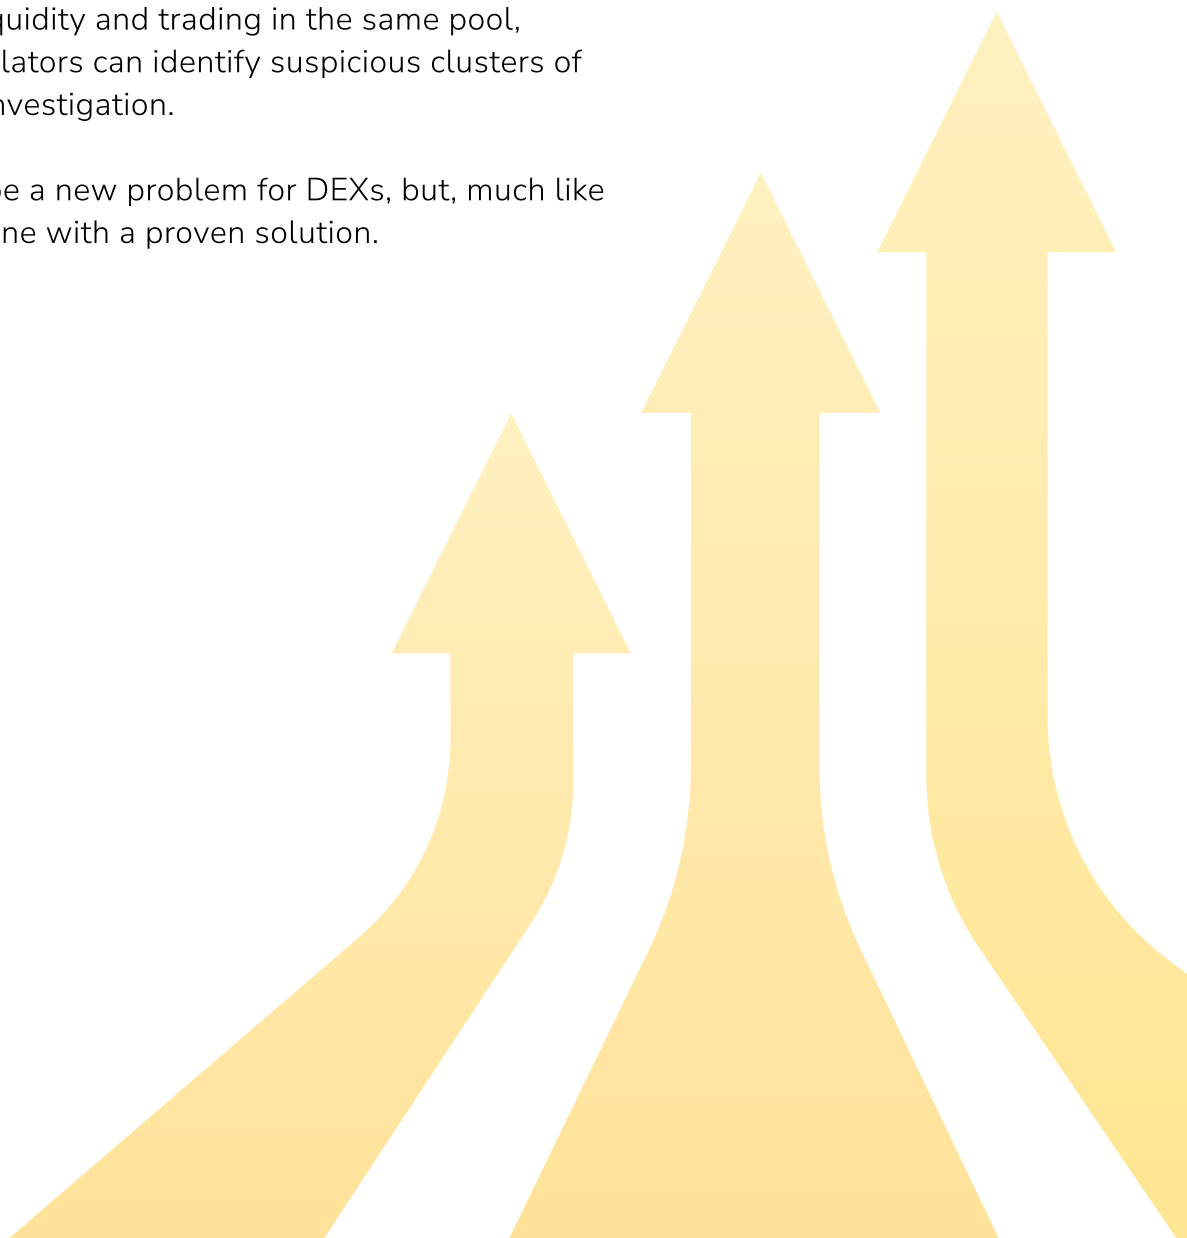 quidity and trading in the same pool,
lators can identify suspicious clusters of
nvestigation.
be a new problem for DEXs, but, much like
ne with a proven solution.